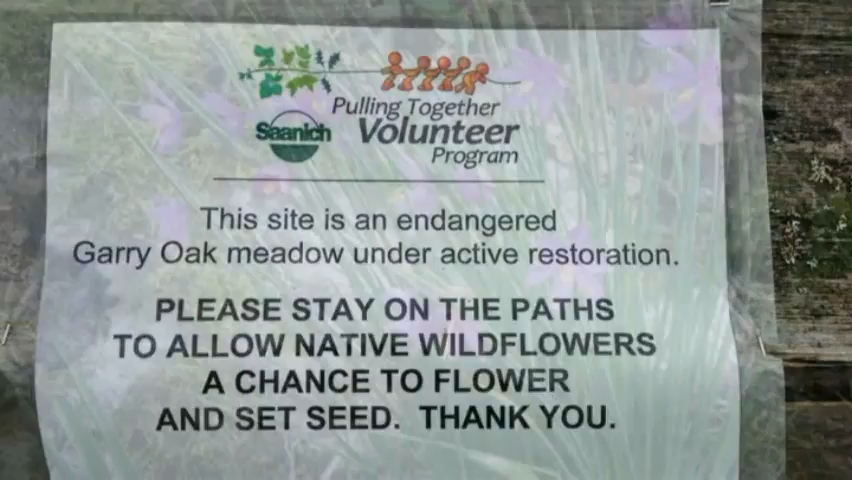 Pulling Together
Saanich Volunteer
Program
This site is an endangered
Garry Oak meadow under active restoration.
PLEASE STAY ON THE PATHS
TO ALLOW NATIVE WILDFLOWERS
A CHANCE TO FLOWER
AND SET SEED.  THANK YOU.